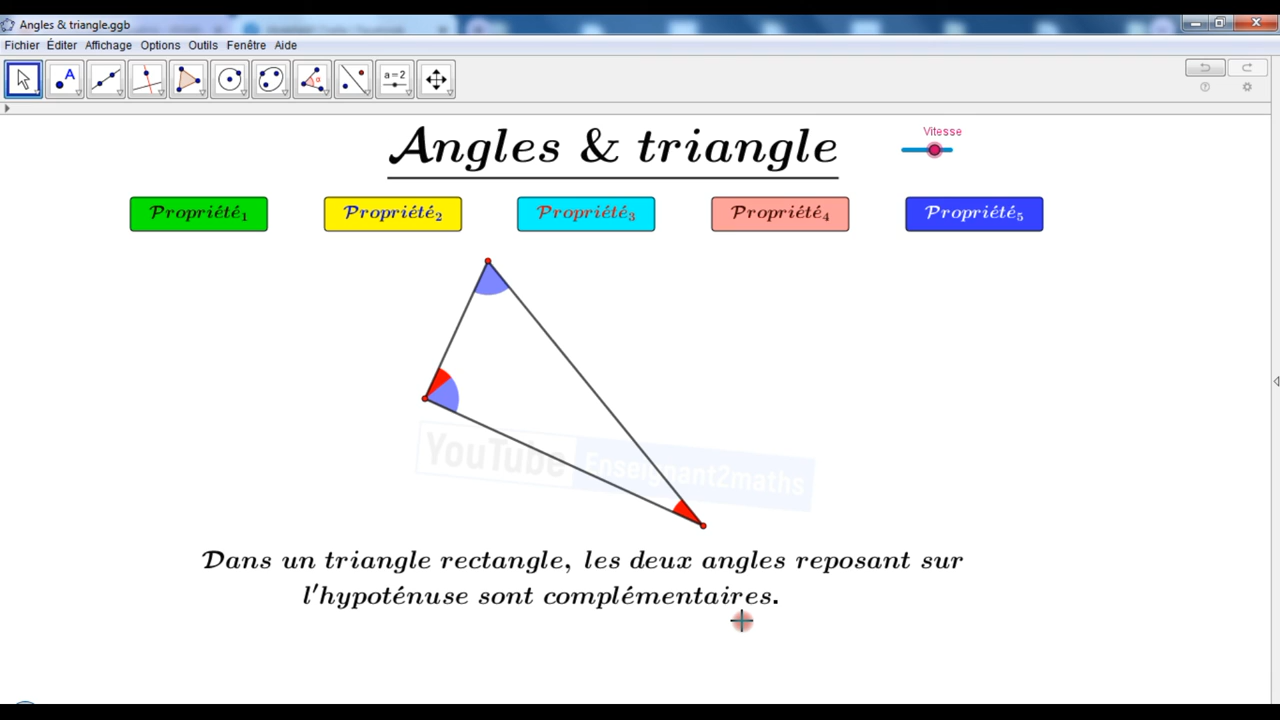 Angles & triangle.ggb
Fichier Éditer Affichage Options Outils Fenêtre Aide
A
α
a=2
Angles & triangle
Vitesse
Propriété₁ Propriété₂ Propriété₃ Propriété₄ Propriété₅
YouTube Enseignant2maths
Dans un triangle rectangle, les deux angles reposant sur
l'hypoténuse sont complémentaires.